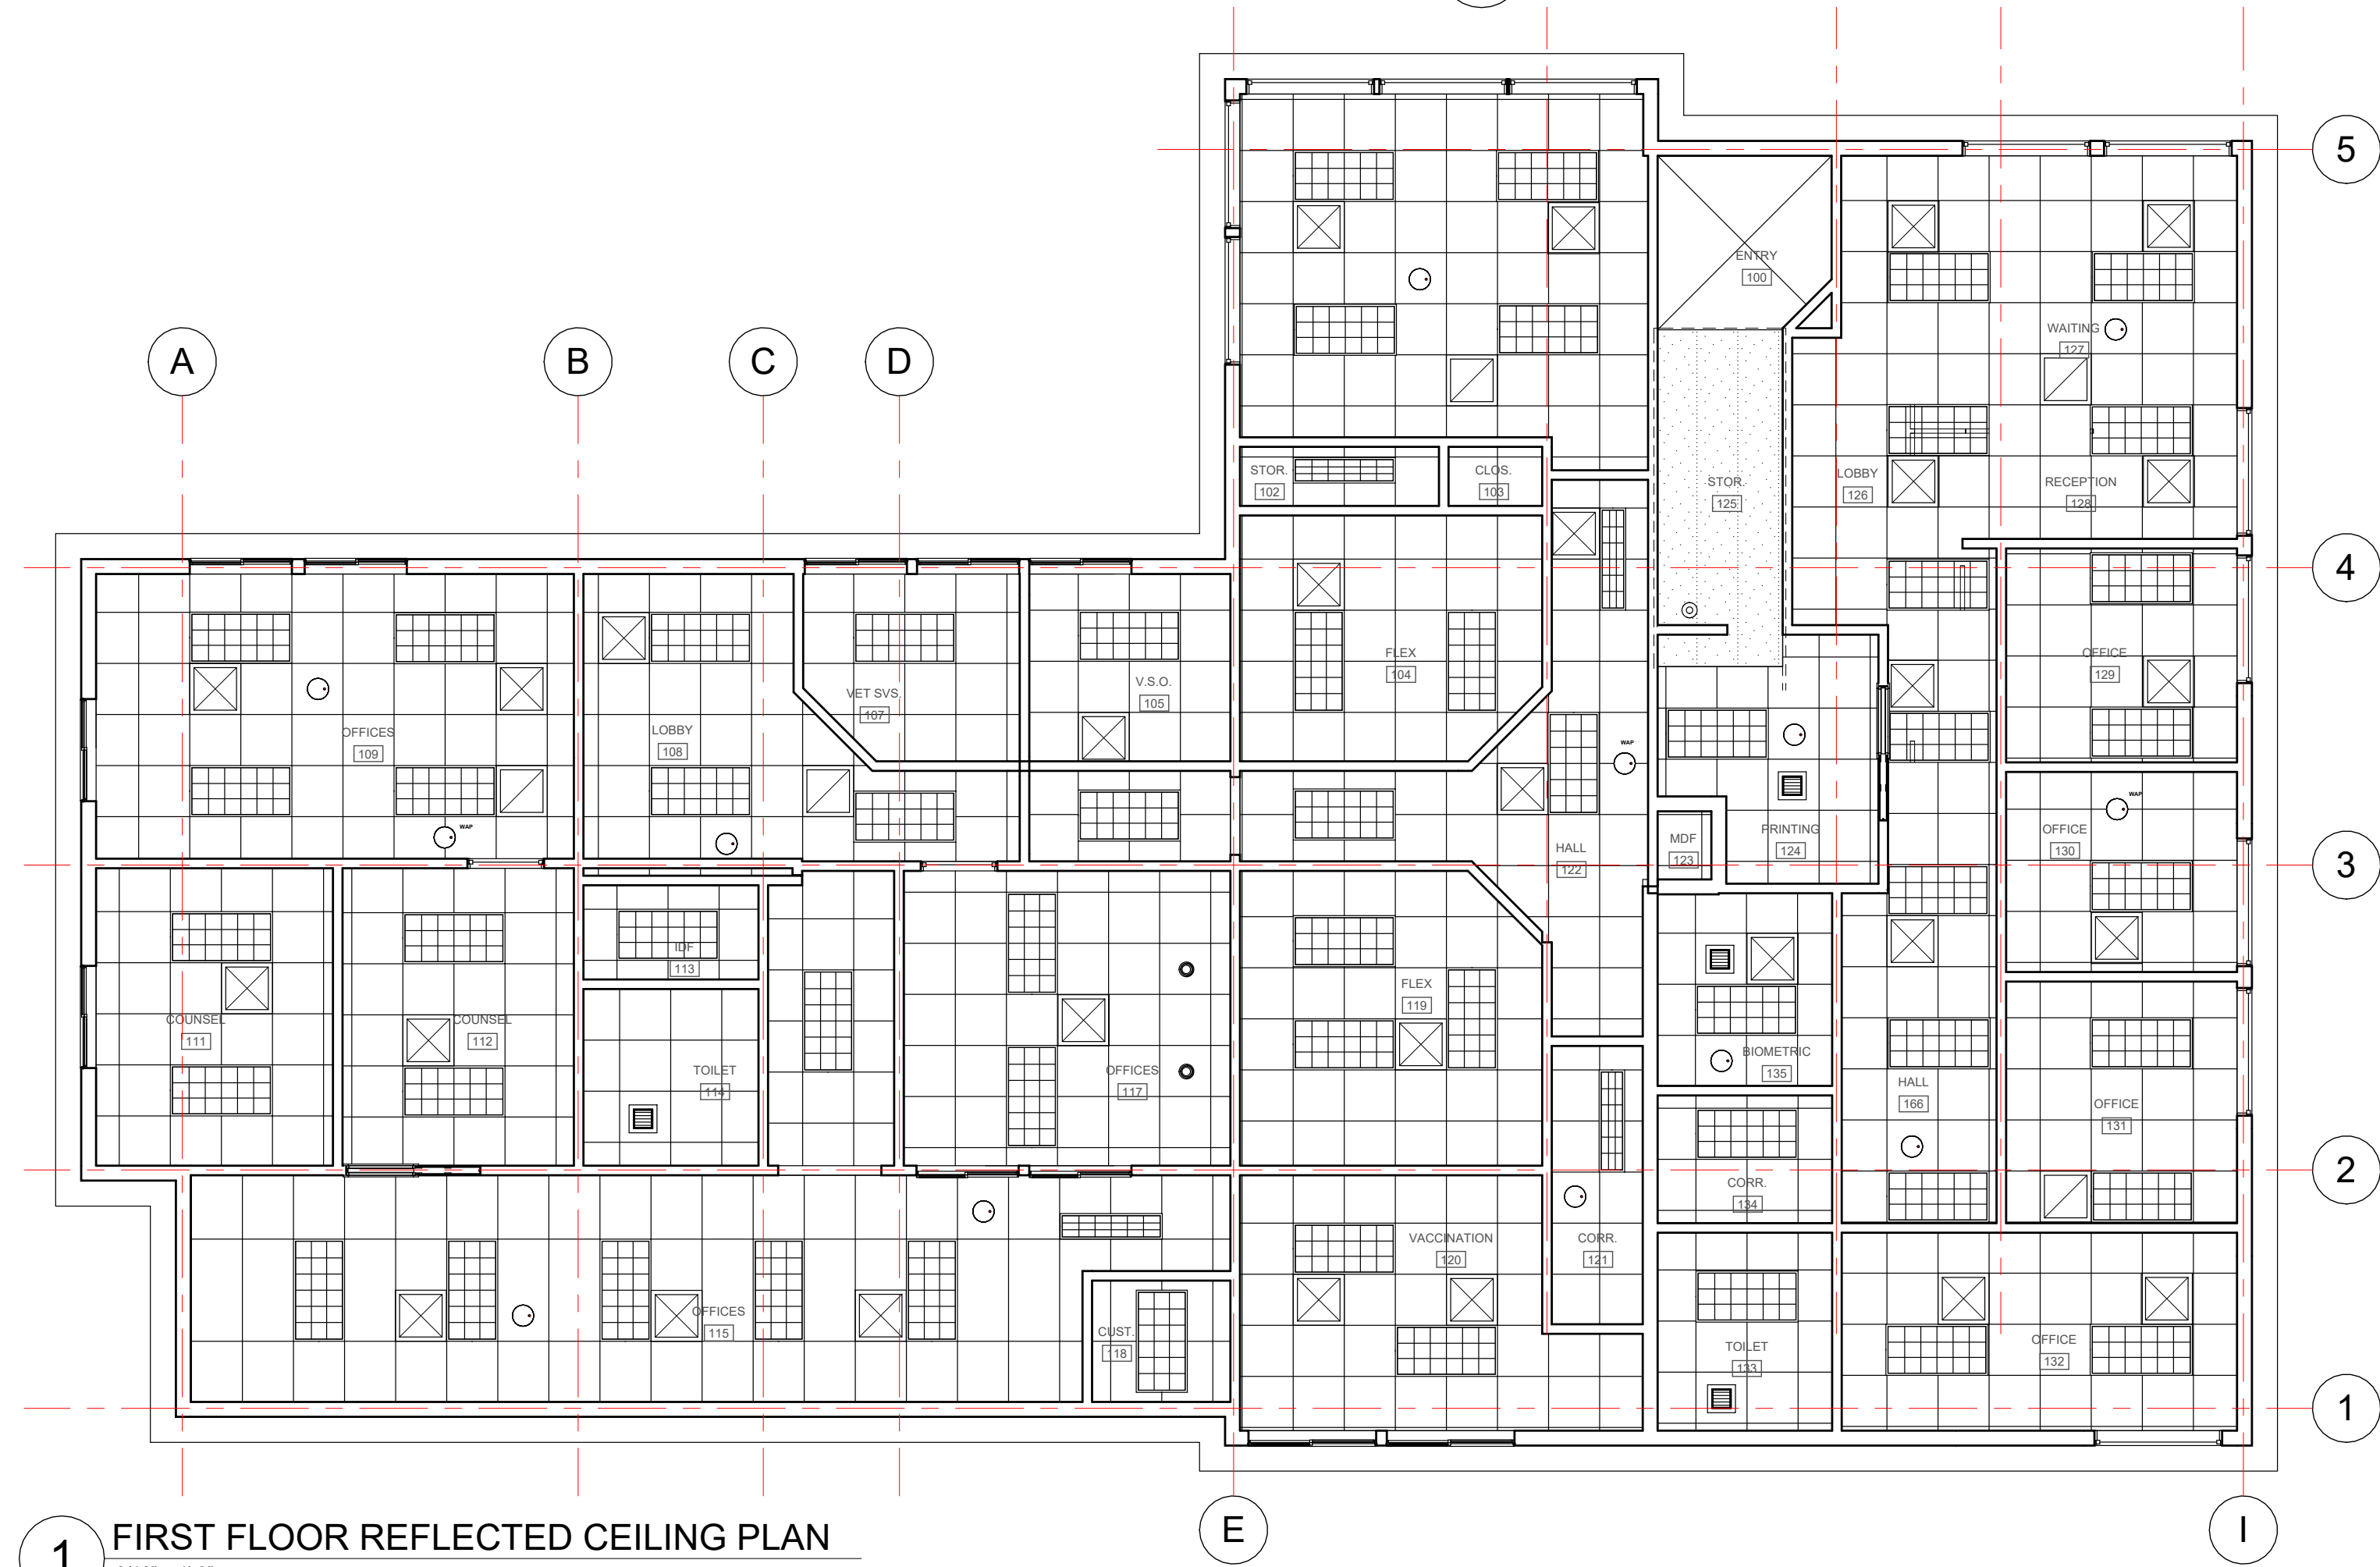 5
ENTRY
100
A
B
C
D
WAITING
127
STOR.
102
CLOS.
103
STOR.
125
LOBBY
126
RECEPTION
128
4
FLEX
104
OFFICE
129
V.S.O.
105
VET SVS.
107
OFFICES
109
LOBBY
108
WAP
WAP
WAP
PRINTING
124
OFFICE
130
MDF
123
HALL
122
3
IDF
113
FLEX
119
COUNSEL
111
COUNSEL
112
TOILET
114
OFFICES
117
BIOMETRIC
135
HALL
166
OFFICE
131
2
CORR.
134
VACCINATION
120
CORR.
121
OFFICES
115
CUST.
118
TOILET
133
OFFICE
132
1
E
I
1
FIRST FLOOR REFLECTED CEILING PLAN